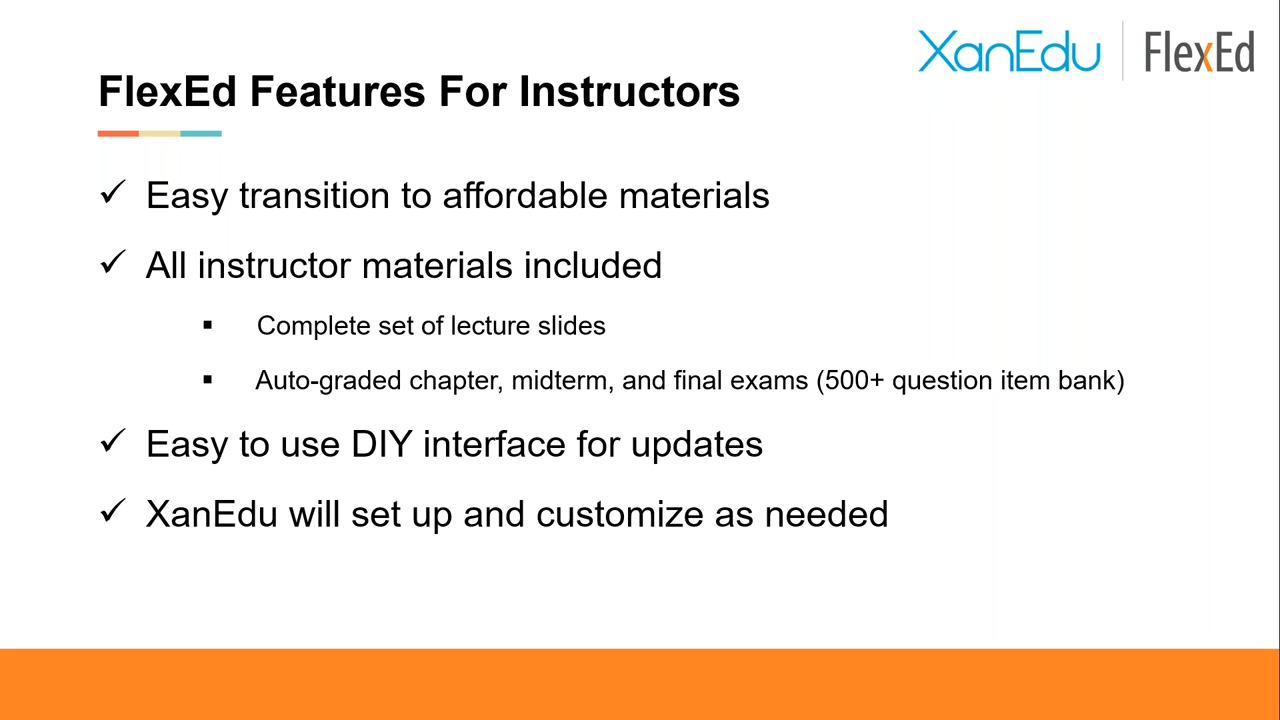 XanEdu FlexEd
FlexEd Features For Instructors
✓ Easy transition to affordable materials
✓ All instructor materials included
▪ Complete set of lecture slides
▪ Auto-graded chapter, midterm, and final exams (500+ question item bank)
✓ Easy to use DIY interface for updates
✓ XanEdu will set up and customize as needed